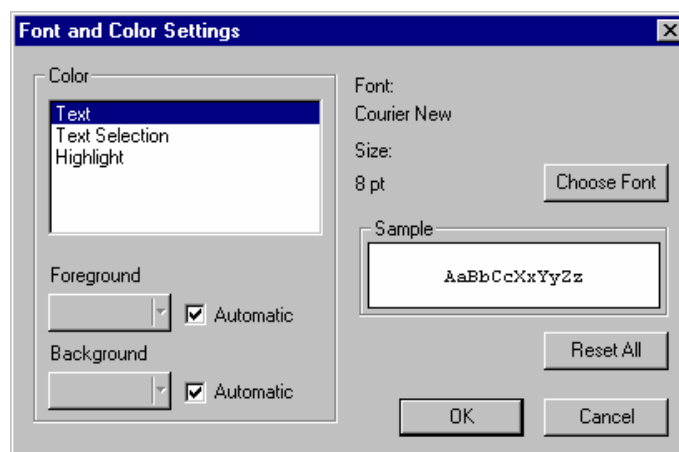 Font and Color Settings
Color
Text
Text Selection
Highlight
Foreground
Automatic
Background
Automatic
Font:
Courier New
Size:
8 pt
Choose Font
Sample
AaBbCcXxYyZz
Reset All
OK
Cancel